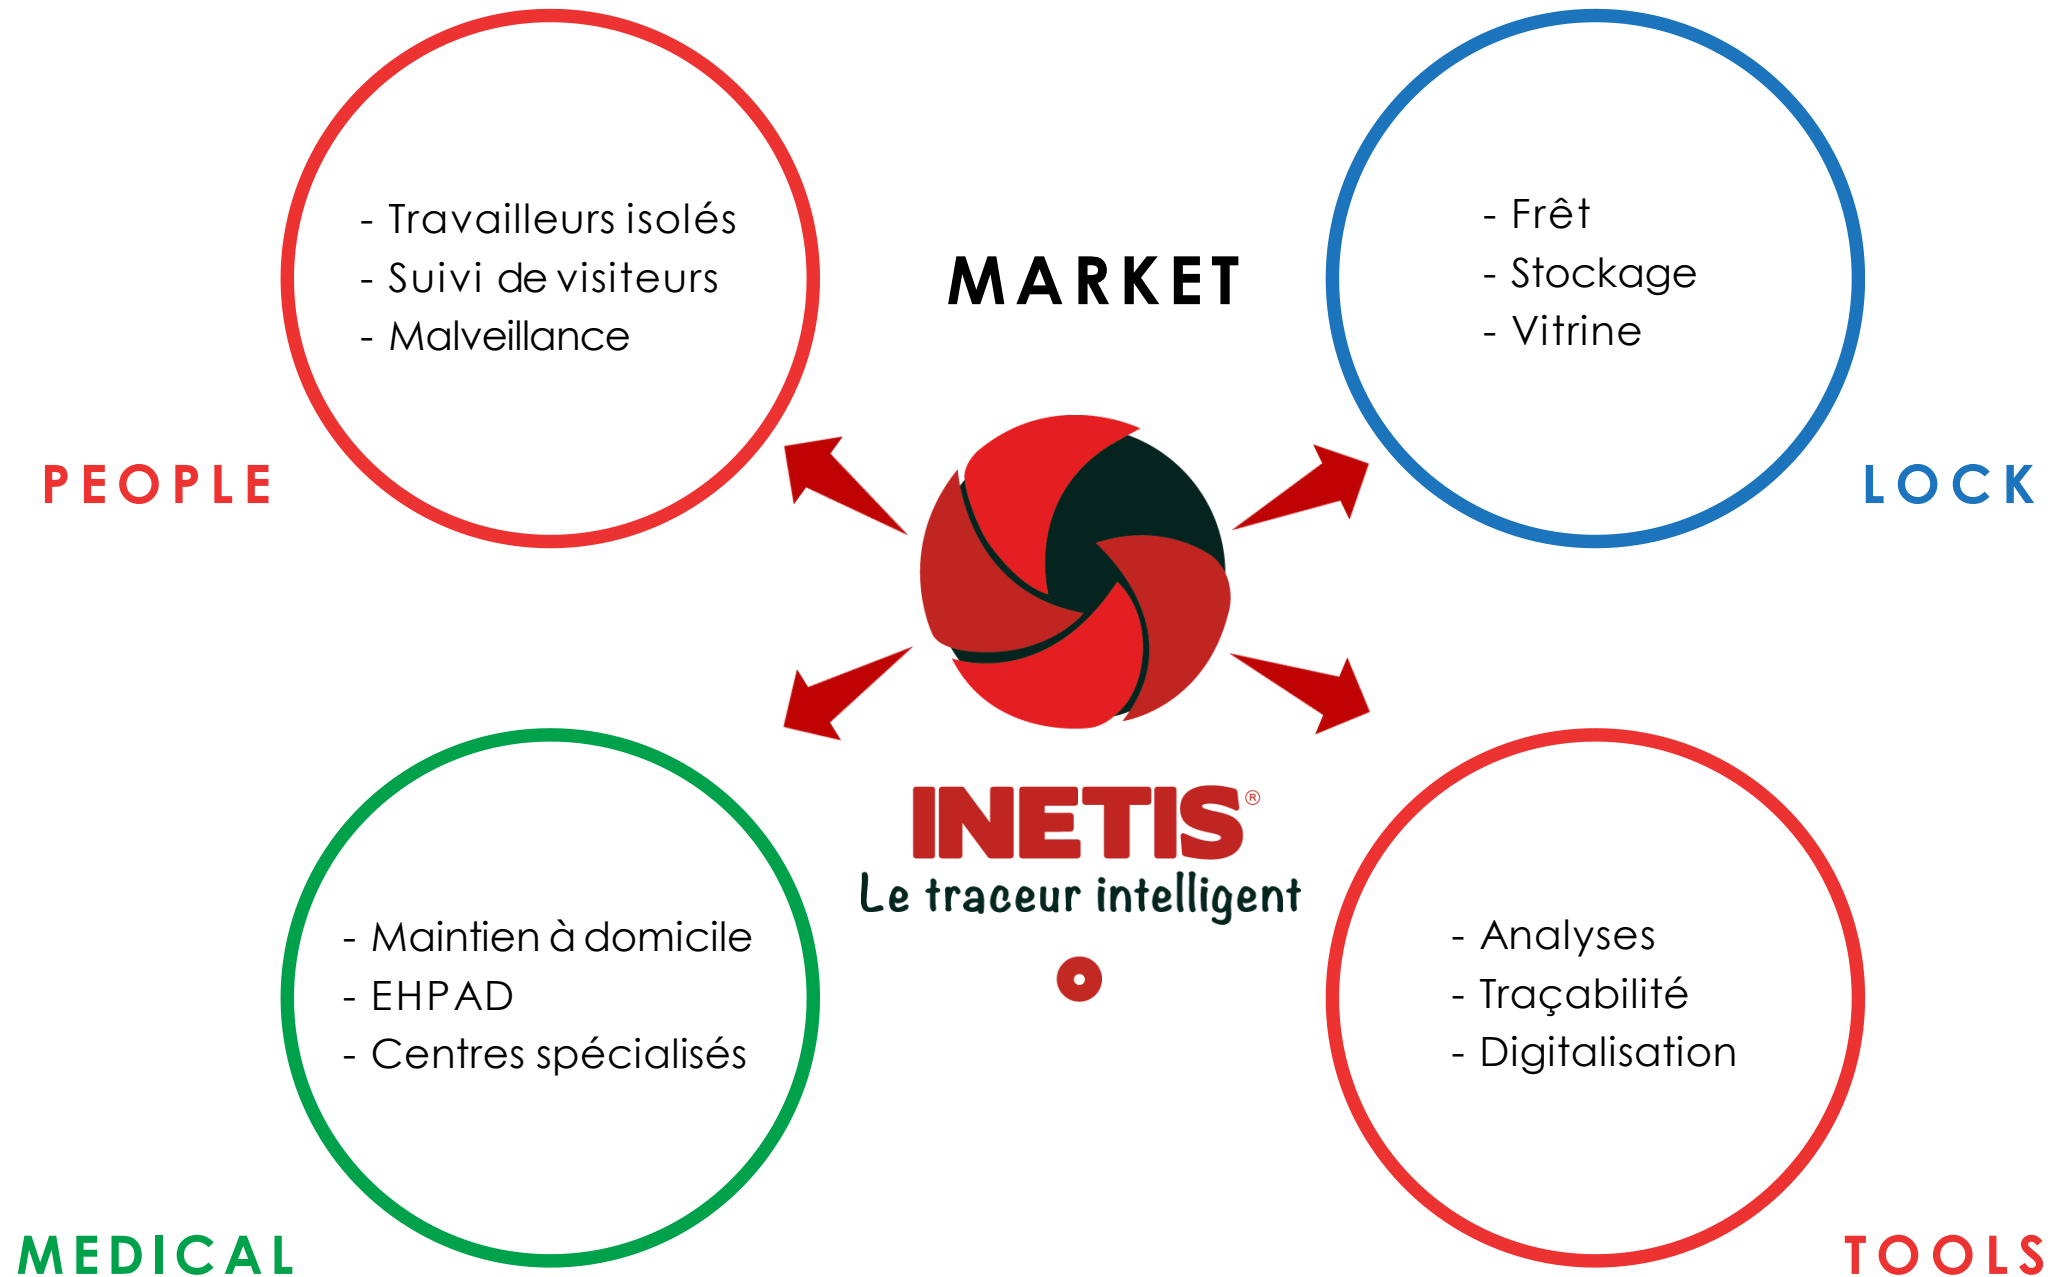 - Travailleurs isolés
- Suivi de visiteurs
- Malveillance
PEOPLE
MARKET
- Frêt
- Stockage
- Vitrine
LOCK
INETIS®
Le traceur intelligent
- Maintien à domicile
- EHPAD
- Centres spécialisés
MEDICAL
- Analyses
- Traçabilité
- Digitalisation
TOOLS